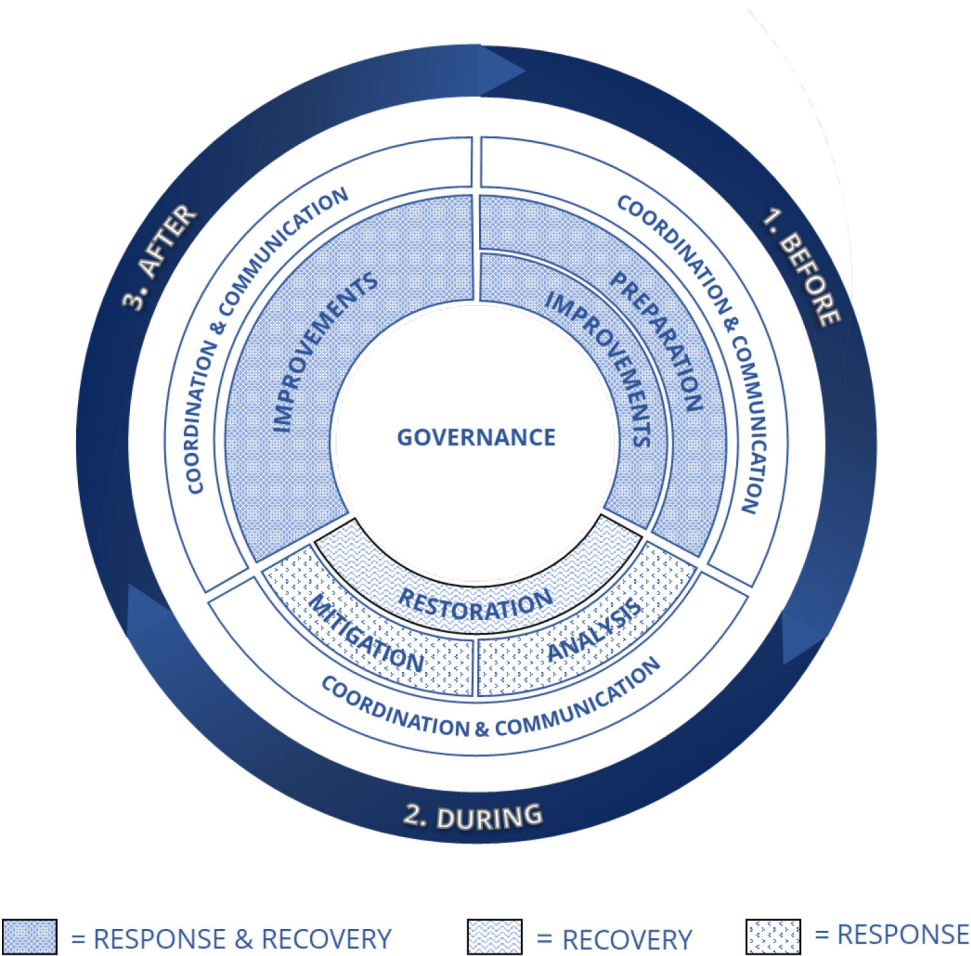 1. BEFORE
COORDINATION & COMMUNICATION
PREPARATION
IMPROVEMENTS
2. DURING
COORDINATION & COMMUNICATION
ANALYSIS
MITIGATION
RESTORATION
3. AFTER
COORDINATION & COMMUNICATION
IMPROVEMENTS
GOVERNANCE
= RESPONSE & RECOVERY
= RECOVERY
= RESPONSE